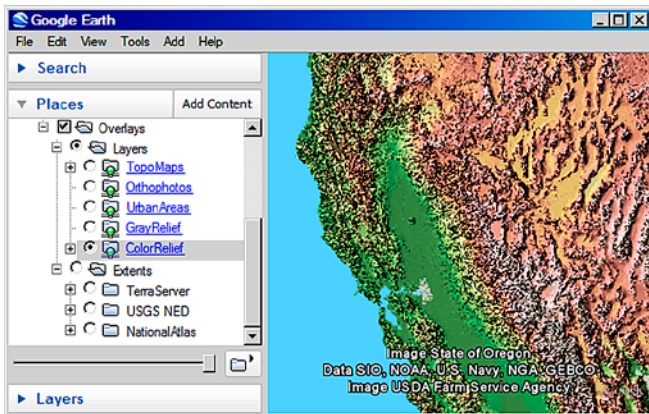 Google Earth
File Edit View Tools Add Help
Search
Places Add Content
Overlays
Layers
TopoMaps
Orthophotos
UrbanAreas
GrayRelief
ColorRelief
Extents
TerraServer
USGS NED
NationalAtlas
Layers
Image State of Oregon
Data SIO, NOAA, U.S. Navy, NGA, GEBCO
Image USDA Farm Service Agency